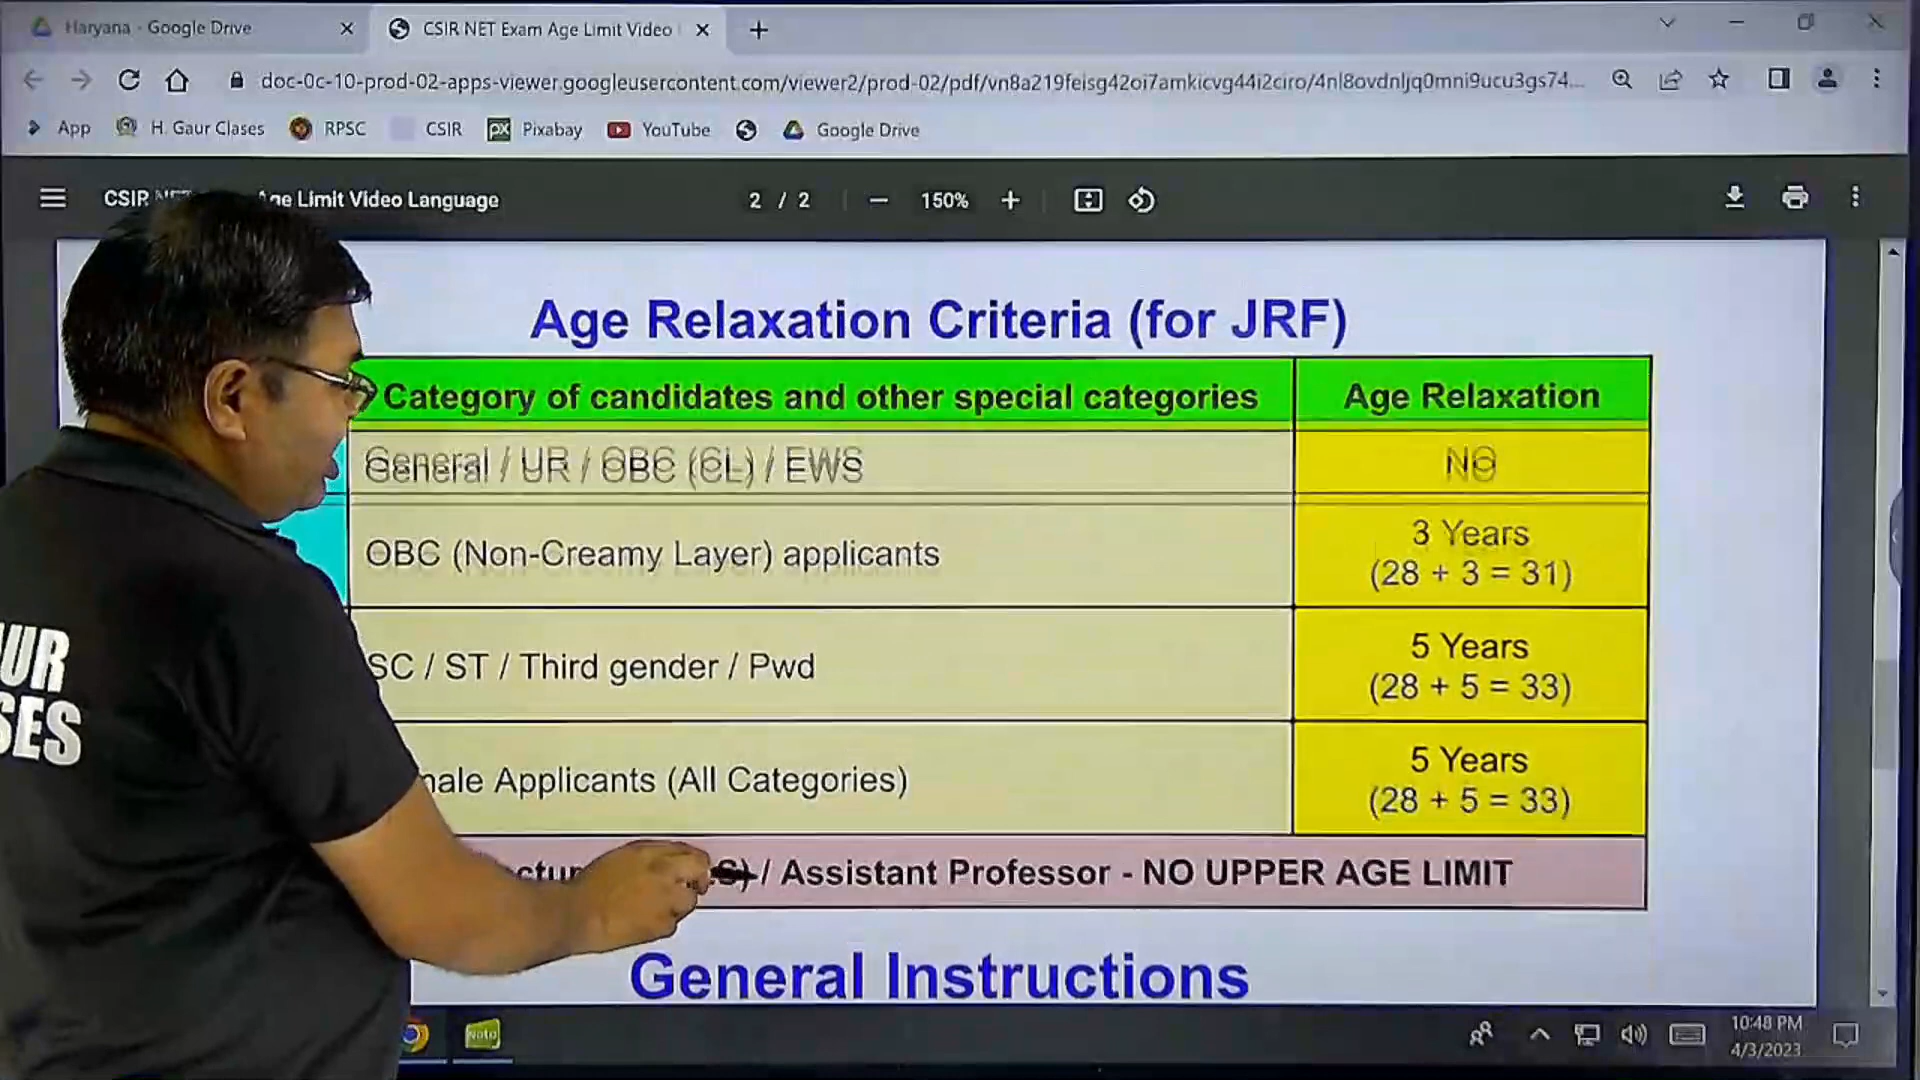 Haryana - Google Drive
CSIR NET Exam Age Limit Video
doc-0c-10-prod-02-apps-viewer.googleusercontent.com/viewer2/prod-02/pdf/vn8a219feisg42oi7amkicvg44i2ciro/4nl8ovdnljq0mni9ucu3gs74...
App
H. Gaur Clases
RPSC
CSIR
px Pixabay
YouTube
Google Drive
CSIR Age Limit Video Language
2 / 2
150%
Age Relaxation Criteria (for JRF)
Category of candidates and other special categories
Age Relaxation
General / UR / OBC (CL) / EWS
NO
OBC (Non-Creamy Layer) applicants
3 Years
(28 + 3 = 31)
SC / ST / Third gender / Pwd
5 Years
(28 + 5 = 33)
male Applicants (All Categories)
5 Years
(28 + 5 = 33)
/ Assistant Professor - NO UPPER AGE LIMIT
General Instructions
UR
SES
Note
10:48 PM
4/3/2023